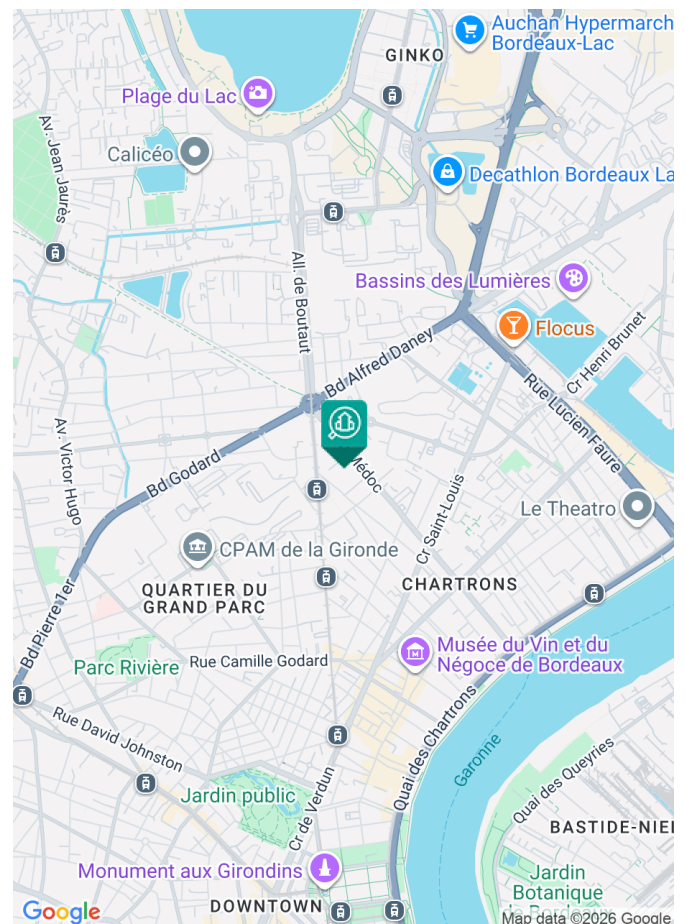 Auchan Hypermarch
Bordeaux-Lac
GINKO
Plage du Lac
Av. Jean Jaurès
Calicéo
Decathlon Bordeaux La
All. de Boutaut
Bassins des Lumières
Flocus
Cr Henri Brunet
Bd Alfred Daney
Rue Lucien Faure
Av. Victor Hugo
Bd Godard
Médoc
Cr Saint-Louis
Le Theatro
CPAM de la Gironde
QUARTIER DU
GRAND PARC
CHARTRONS
Bd Pierre 1er
Musée du Vin et du
Négoce de Bordeaux
Parc Rivière
Rue Camille Godard
Rue David Johnston
Quai des Chartrons
Garonne
Quai des Queyries
Jardin public
Cr de Verdun
BASTIDE-NIEL
Monument aux Girondins
Jardin
Botanique
DOWNTOWN
Google
Map data ©2026 Google